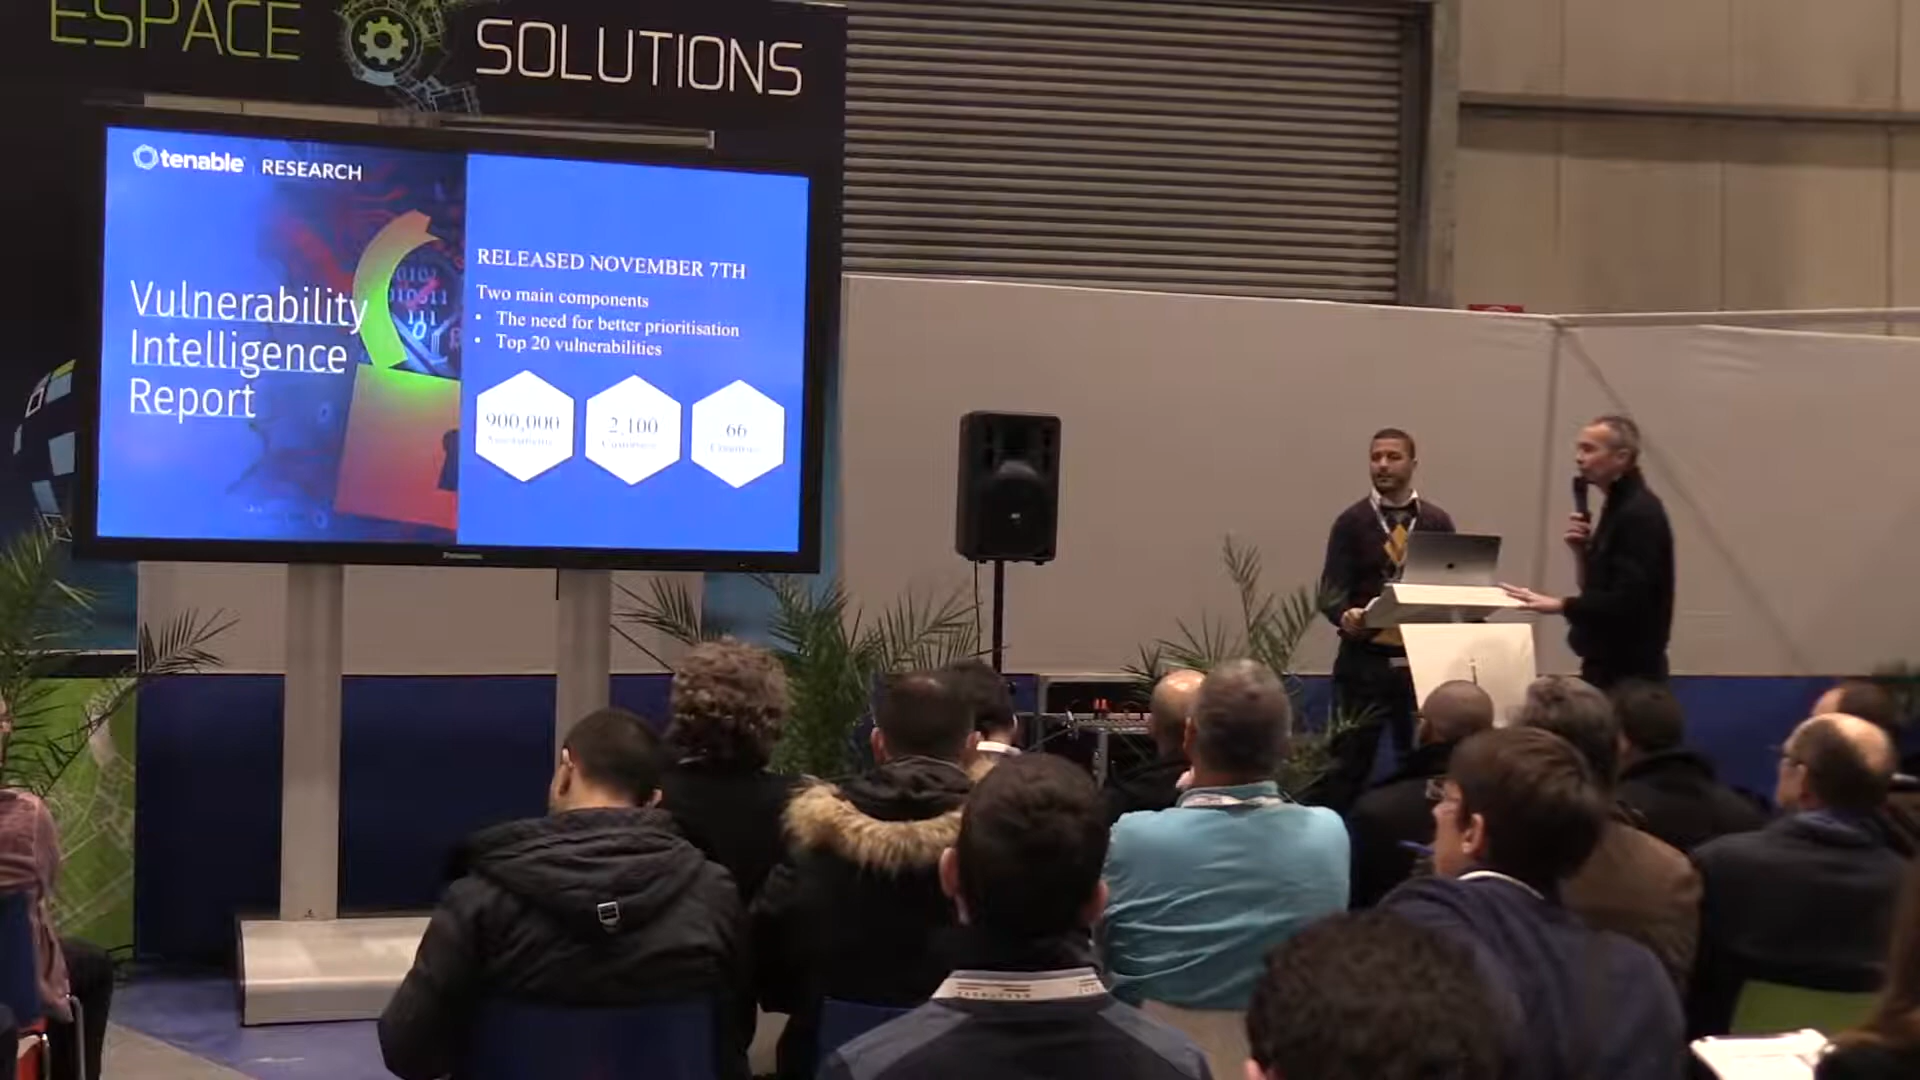 ESPACE SOLUTIONS
tenable RESEARCH
Vulnerability
Intelligence
Report
RELEASED NOVEMBER 7TH
Two main components
• The need for better prioritisation
• Top 20 vulnerabilities
900,000
2,100
66
Panasonic